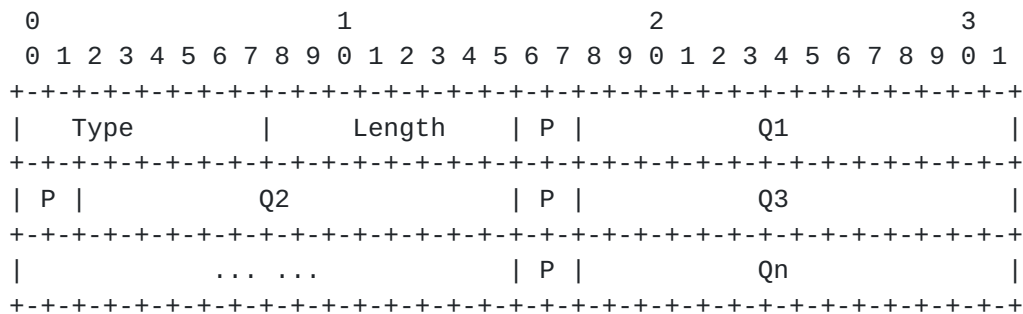 0                   1                   2                   3
 0 1 2 3 4 5 6 7 8 9 0 1 2 3 4 5 6 7 8 9 0 1 2 3 4 5 6 7 8 9 0 1
+-+-+-+-+-+-+-+-+-+-+-+-+-+-+-+-+-+-+-+-+-+-+-+-+-+-+-+-+-+-+-+-+
|   Type        |     Length    | P |           Q1              |
+-+-+-+-+-+-+-+-+-+-+-+-+-+-+-+-+-+-+-+-+-+-+-+-+-+-+-+-+-+-+-+-+
| P |           Q2              | P |           Q3              |
+-+-+-+-+-+-+-+-+-+-+-+-+-+-+-+-+-+-+-+-+-+-+-+-+-+-+-+-+-+-+-+-+
|            ... ...            | P |           Qn              |
+-+-+-+-+-+-+-+-+-+-+-+-+-+-+-+-+-+-+-+-+-+-+-+-+-+-+-+-+-+-+-+-+